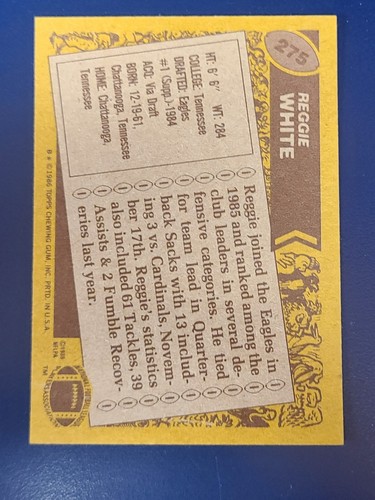 275
REGGIE
WHITE
HT: 6' 6" WT: 284
COLLEGE: Tennessee
DRAFTED: Eagles
#1 (Supp.)-1984
ACQ: Via Draft
BORN: 12-19-61,
Chattanooga, Tennessee
HOME: Chattanooga,
Tennessee
Reggie joined the Eagles in
1985 and ranked among the
club leaders in several de-
fensive categories. He tied
for team lead in Quarter-
back Sacks with 13 includ-
ing 3 vs. Cardinals, Novem-
ber 17th. Reggie's statistics
also included 61 Tackles, 39
Assists & 2 Fumble Recov-
eries last year.
© 1986 TOPPS CHEWING GUM, INC. PRTD. IN U.S.A.
© 1985
NFLPA
TM